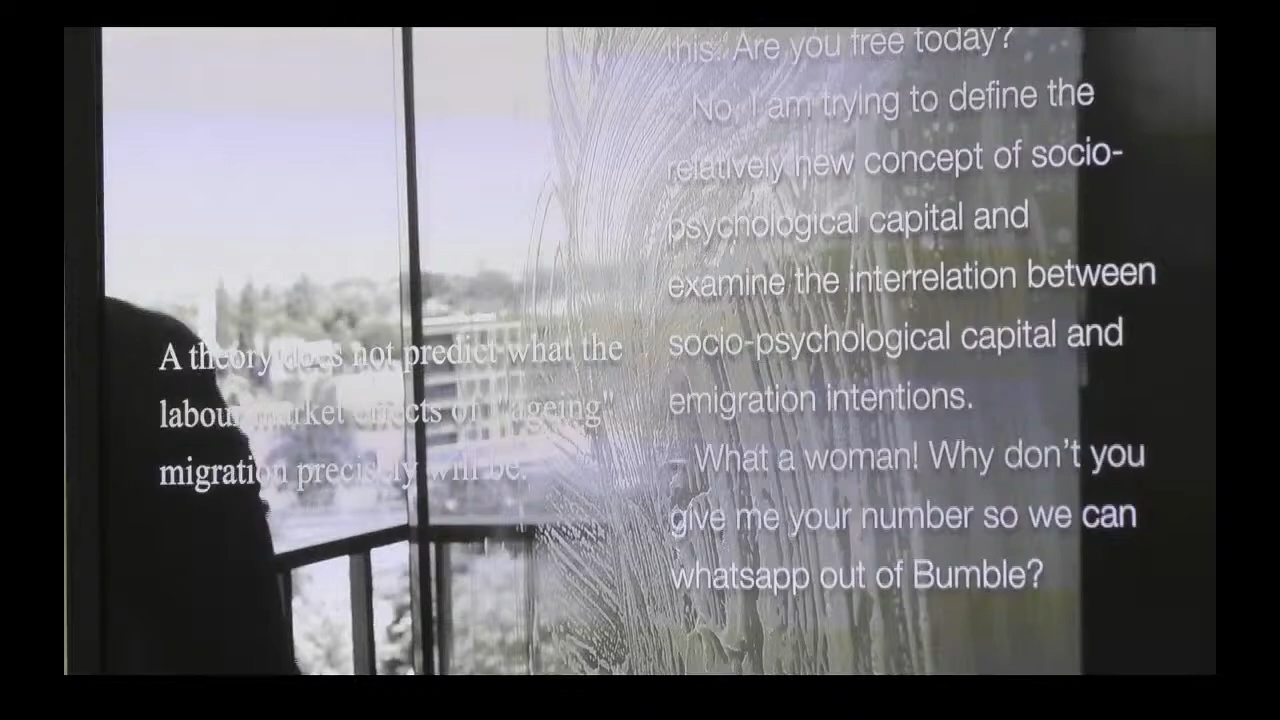 A theory does not predict what the
labour market effects of "ageing"
migration precisely will be.
this. Are you free today?
– No, I am trying to define the
relatively new concept of socio-
psychological capital and
examine the interrelation between
socio-psychological capital and
emigration intentions.
– What a woman! Why don't you
give me your number so we can
whatsapp out of Bumble?